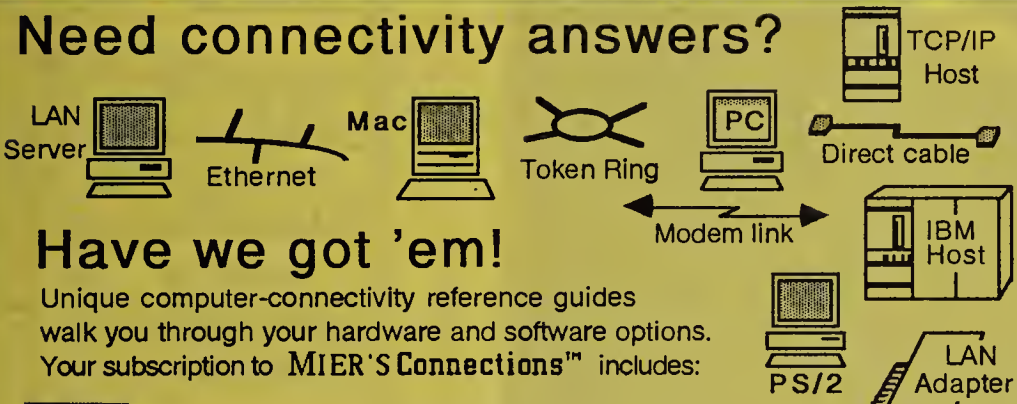 Need connectivity answers?
TCP/IP
Host
LAN
Server
Ethernet
Mac
Token Ring
PC
Direct cable
Modem link
IBM
Host
Have we got 'em!
Unique computer-connectivity reference guides
walk you through your hardware and software options.
Your subscription to MIER'S Connections™ includes:
PS/2
LAN
Adapter